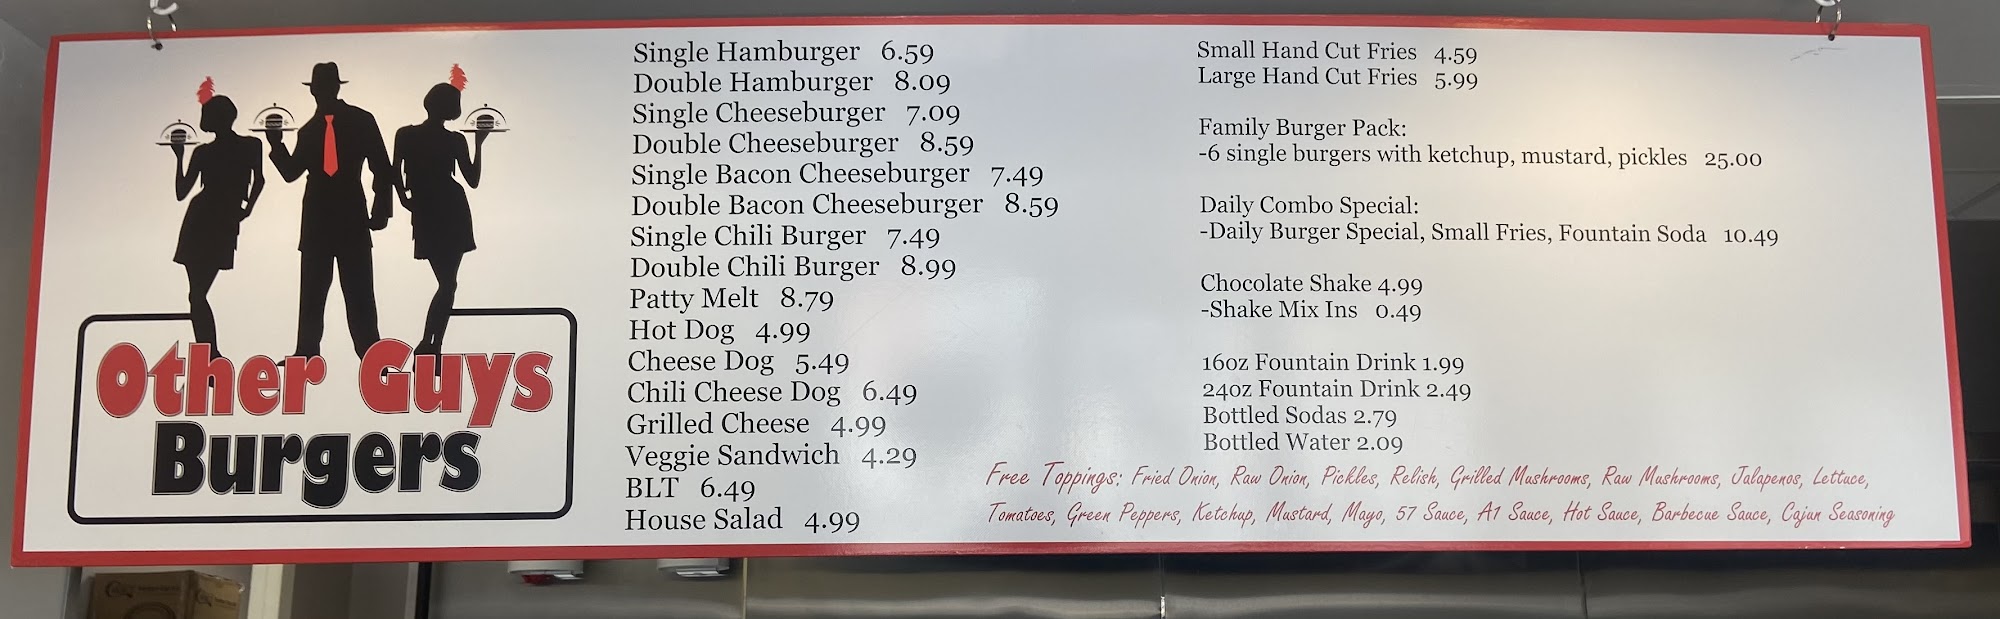 Other Guys
Burgers
Single Hamburger 6.59
Double Hamburger 8.09
Single Cheeseburger 7.09
Double Cheeseburger 8.59
Single Bacon Cheeseburger 7.49
Double Bacon Cheeseburger 8.59
Single Chili Burger 7.49
Double Chili Burger 8.99
Patty Melt 8.79
Hot Dog 4.99
Cheese Dog 5.49
Chili Cheese Dog 6.49
Grilled Cheese 4.99
Veggie Sandwich 4.29
BLT 6.49
House Salad 4.99
Small Hand Cut Fries 4.59
Large Hand Cut Fries 5.99
Family Burger Pack:
-6 single burgers with ketchup, mustard, pickles 25.00
Daily Combo Special:
-Daily Burger Special, Small Fries, Fountain Soda 10.49
Chocolate Shake 4.99
-Shake Mix Ins 0.49
16oz Fountain Drink 1.99
24oz Fountain Drink 2.49
Bottled Sodas 2.79
Bottled Water 2.09
Free Toppings: Fried Onion, Raw Onion, Pickles, Relish, Grilled Mushrooms, Raw Mushrooms, Jalapenos, Lettuce,
Tomatoes, Green Peppers, Ketchup, Mustard, Mayo, 57 Sauce, A1 Sauce, Hot Sauce, Barbecue Sauce, Cajun Seasoning